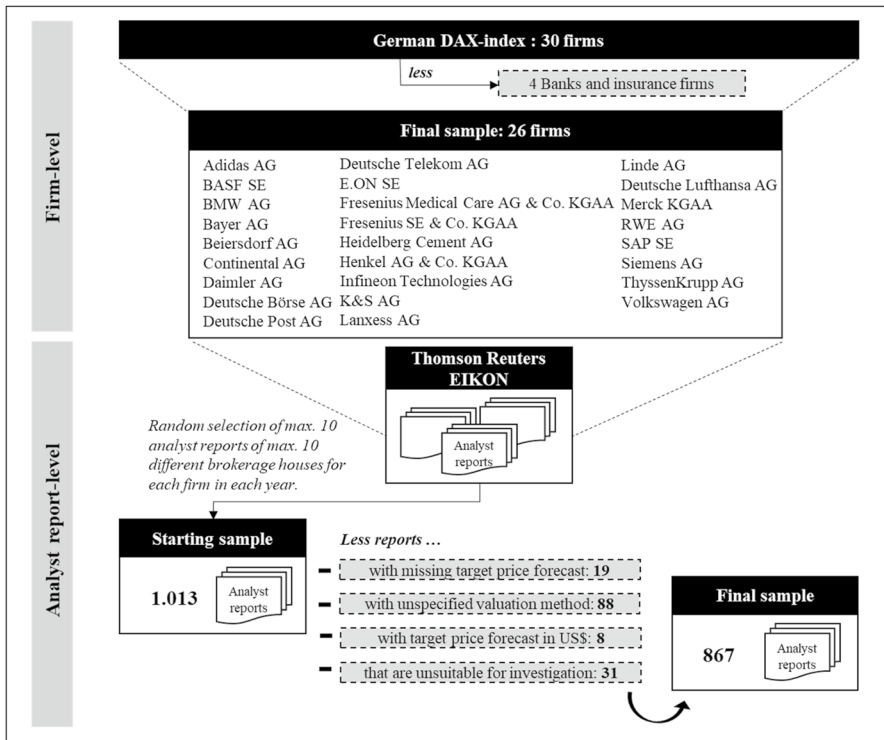 Firm-level
German DAX-index : 30 firms
less
4 Banks and insurance firms
Final sample: 26 firms
Adidas AG
BASF SE
BMW AG
Bayer AG
Beiersdorf AG
Continental AG
Daimler AG
Deutsche Börse AG
Deutsche Post AG
Deutsche Telekom AG
E.ON SE
Fresenius Medical Care AG & Co. KGAA
Fresenius SE & Co. KGAA
Heidelberg Cement AG
Henkel AG & Co. KGAA
Infineon Technologies AG
K&S AG
Lanxess AG
Linde AG
Deutsche Lufthansa AG
Merck KGAA
RWE AG
SAP SE
Siemens AG
ThyssenKrupp AG
Volkswagen AG
Analyst report-level
Thomson Reuters
EIKON
Analyst
reports
Random selection of max. 10
analyst reports of max. 10
different brokerage houses for
each firm in each year.
Starting sample
1.013
Analyst
reports
Less reports …
with missing target price forecast: 19
with unspecified valuation method: 88
with target price forecast in US$: 8
that are unsuitable for investigation: 31
Final sample
867
Analyst
reports